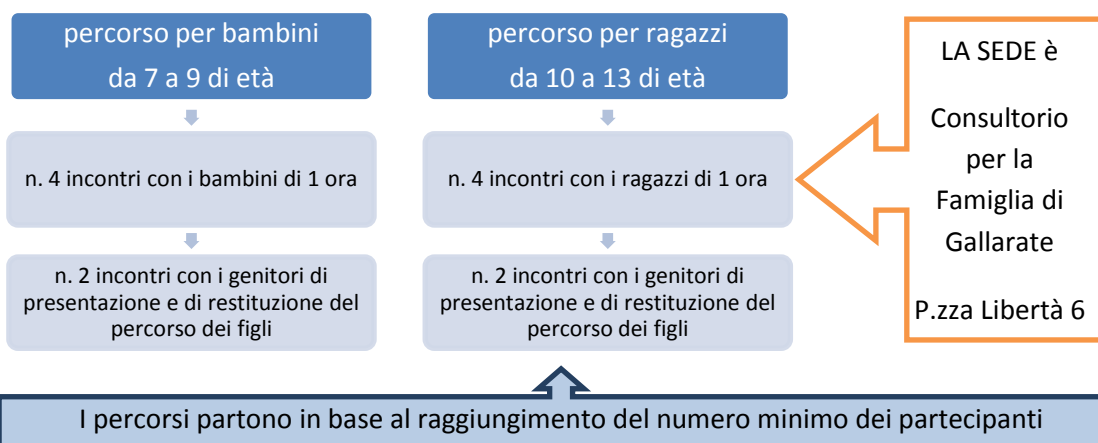 percorso per bambini
da 7 a 9 di età
n. 4 incontri con i bambini di 1 ora
n. 2 incontri con i genitori di
presentazione e di restituzione del
percorso dei figli
percorso per ragazzi
da 10 a 13 di età
n. 4 incontri con i ragazzi di 1 ora
n. 2 incontri con i genitori di
presentazione e di restituzione del
percorso dei figli
LA SEDE è
Consultorio
per la
Famiglia di
Gallarate
P.zza Libertà 6
I percorsi partono in base al raggiungimento del numero minimo dei partecipanti